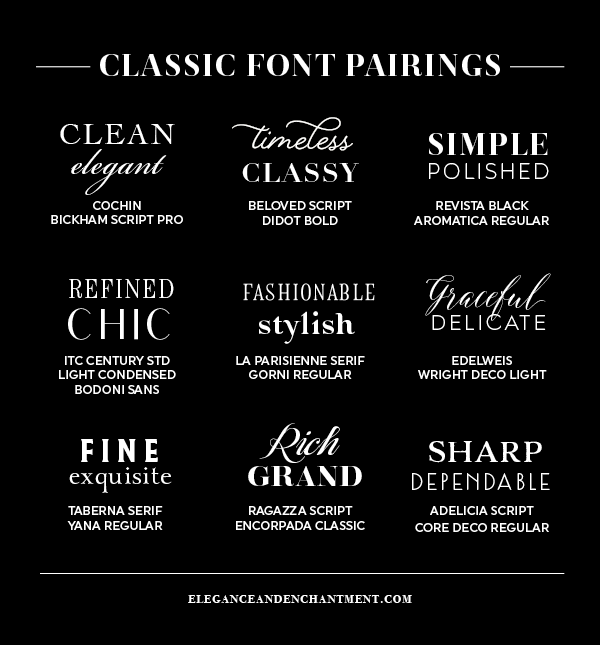 CLASSIC FONT PAIRINGS
CLEAN
elegant
COCHIN
BICKHAM SCRIPT PRO
timeless
CLASSY
BELOVED SCRIPT
DIDOT BOLD
SIMPLE
POLISHED
REVISTA BLACK
AROMATICA REGULAR
REFINED
CHIC
ITC CENTURY STD
LIGHT CONDENSED
BODONI SANS
FASHIONABLE
stylish
LA PARISIENNE SERIF
GORNI REGULAR
Graceful
DELICATE
EDELWEIS
WRIGHT DECO LIGHT
FINE
exquisite
TABERNA SERIF
YANA REGULAR
Rich
GRAND
RAGAZZA SCRIPT
ENCORPADA CLASSIC
SHARP
DEPENDABLE
ADELICIA SCRIPT
CORE DECO REGULAR
ELEGANCEANDENCHANTMENT.COM